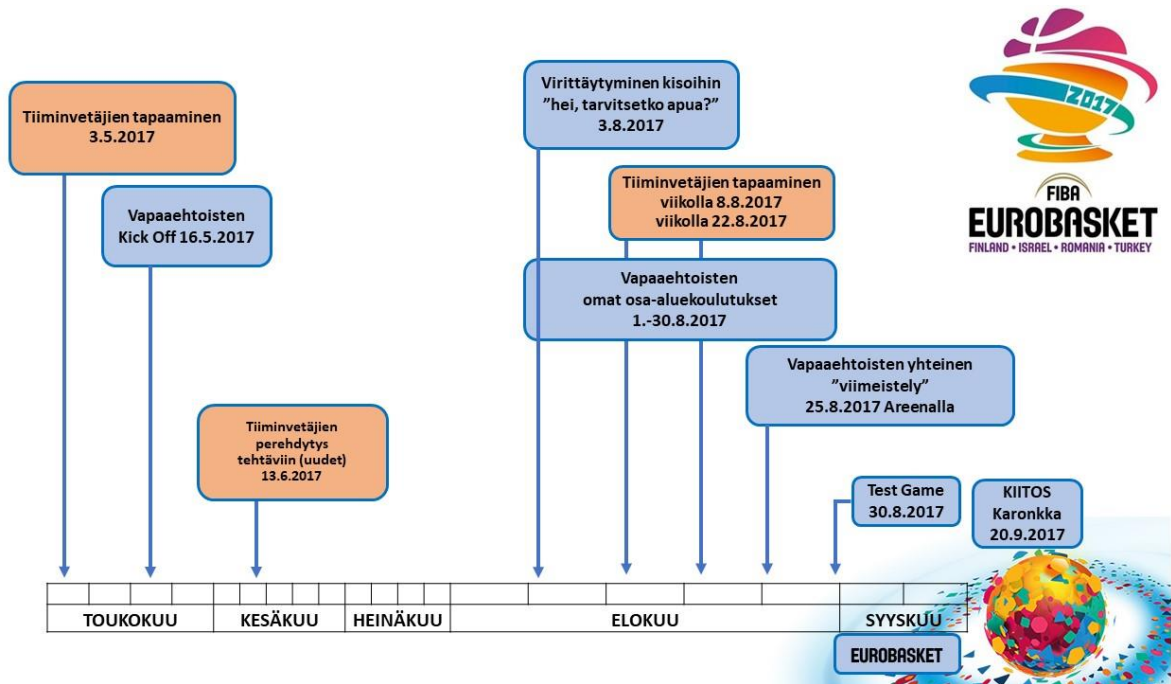 Tiiminvetäjien tapaaminen
3.5.2017
Vapaaehtoisten
Kick Off 16.5.2017
Tiiminvetäjien
perehdytys
tehtäviin (uudet)
13.6.2017
Virittäytyminen kisoihin
”hei, tarvitsetko apua?”
3.8.2017
Tiiminvetäjien tapaaminen
viikolla 8.8.2017
viikolla 22.8.2017
Vapaaehtoisten
omat osa-aluekoulutukset
1.-30.8.2017
Vapaaehtoisten yhteinen
”viimeistely”
25.8.2017 Areenalla
Test Game
30.8.2017
KIITOS
Karonkka
20.9.2017
2017
FIBA
EUROBASKET
FINLAND • ISRAEL • ROMANIA • TURKEY
TOUKOKUU KESÄKUU HEINÄKUU ELOKUU SYYSKUU
EUROBASKET